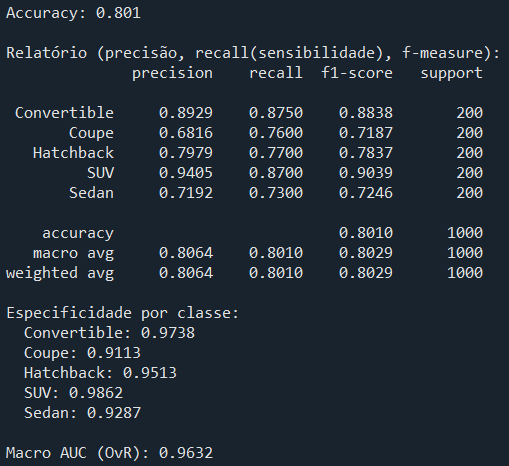 Accuracy: 0.801
Relatório (precisão, recall(sensibilidade), f-measure):
precision recall f1-score support
Convertible 0.8929 0.8750 0.8838 200
Coupe 0.6816 0.7600 0.7187 200
Hatchback 0.7979 0.7700 0.7837 200
SUV 0.9405 0.8700 0.9039 200
Sedan 0.7192 0.7300 0.7246 200
accuracy 0.8010 1000
macro avg 0.8064 0.8010 0.8029 1000
weighted avg 0.8064 0.8010 0.8029 1000
Especificidade por classe:
Convertible: 0.9738
Coupe: 0.9113
Hatchback: 0.9513
SUV: 0.9862
Sedan: 0.9287
Macro AUC (OvR): 0.9632